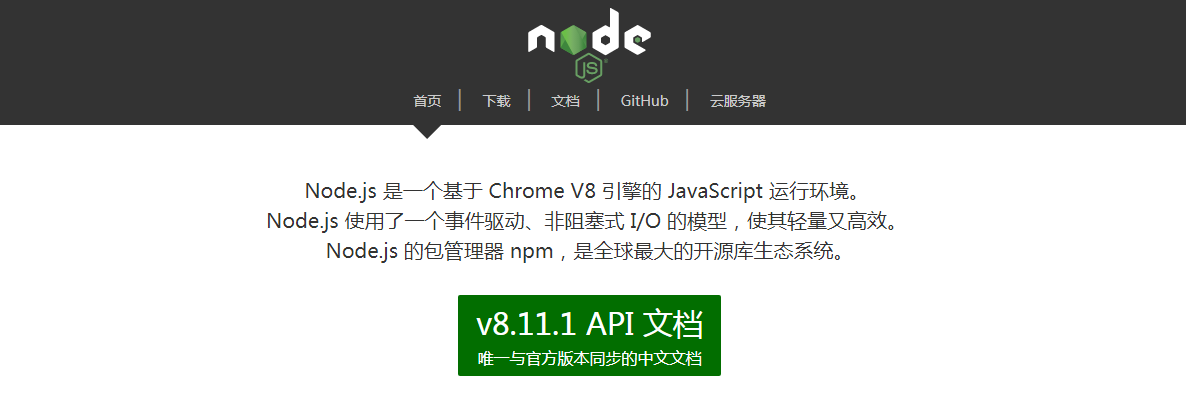 node
JS
首页 | 下载 | 文档 | GitHub | 云服务器
Node.js 是一个基于 Chrome V8 引擎的 JavaScript 运行环境。
Node.js 使用了一个事件驱动、非阻塞式 I/O 的模型，使其轻量又高效。
Node.js 的包管理器 npm，是全球最大的开源库生态系统。
v8.11.1 API 文档
唯一与官方版本同步的中文文档